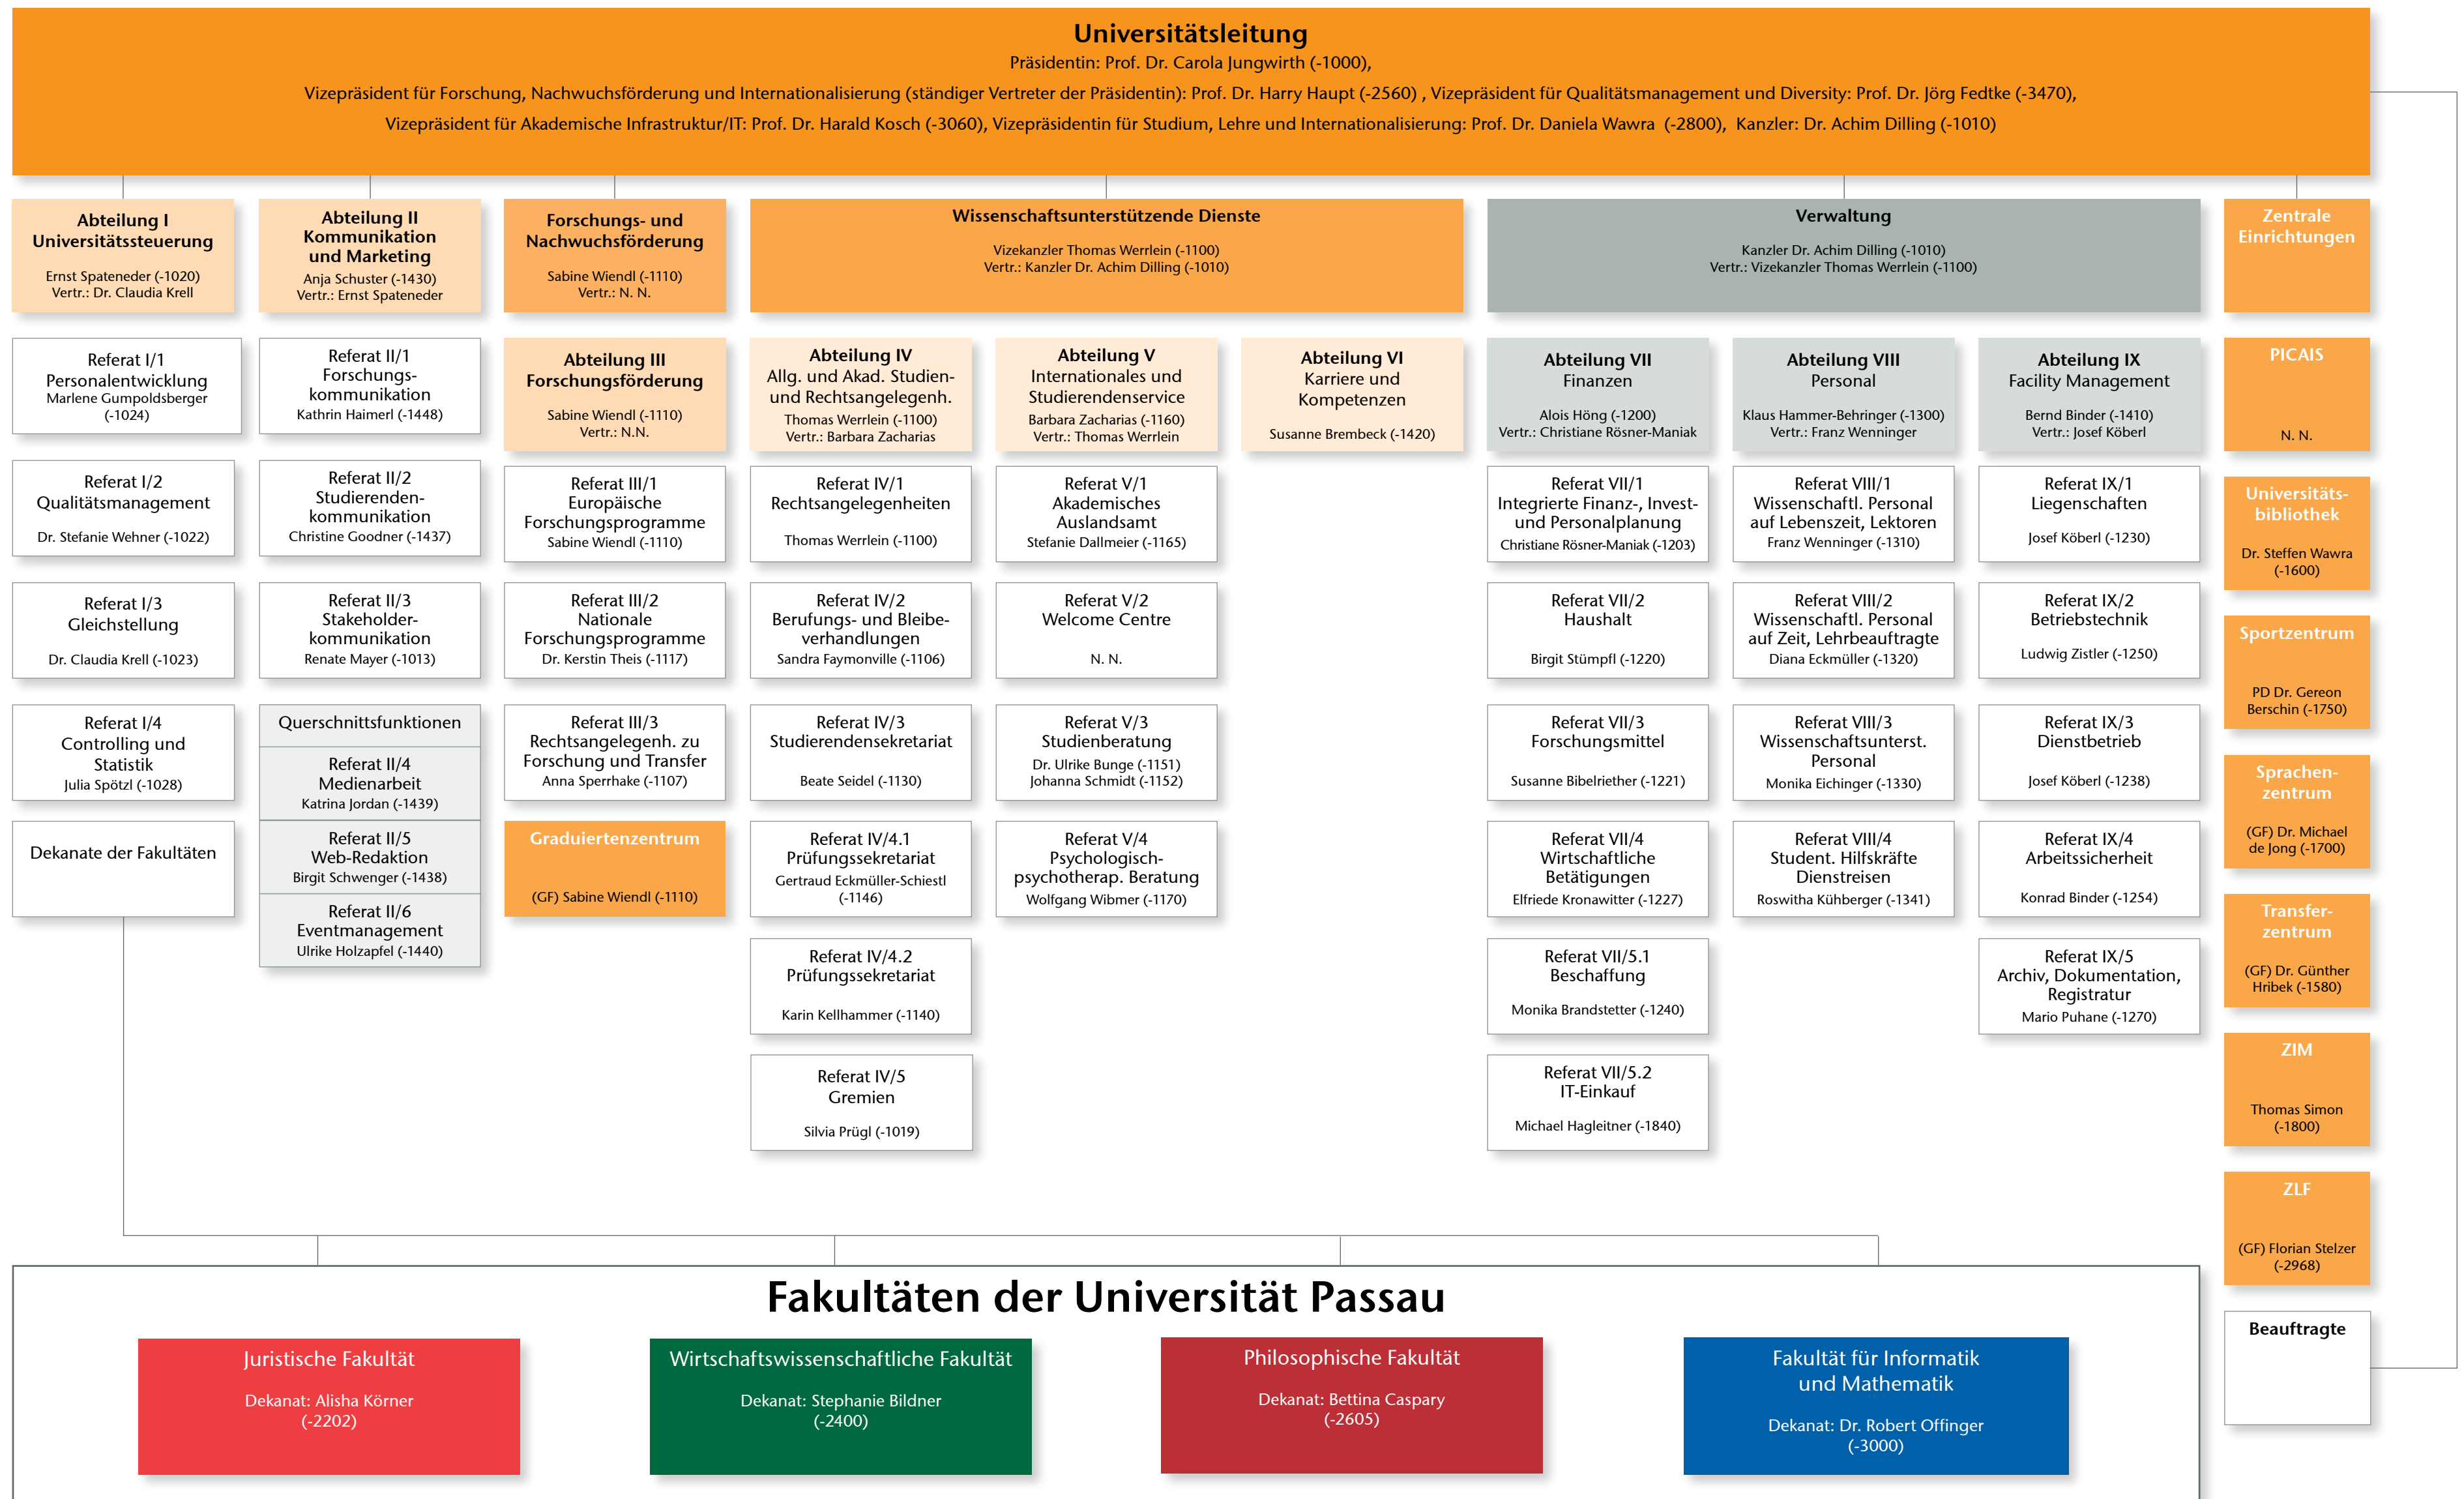 Universitätsleitung
Präsidentin: Prof. Dr. Carola Jungwirth (-1000),
Vizepräsident für Forschung, Nachwuchsförderung und Internationalisierung (ständiger Vertreter der Präsidentin): Prof. Dr. Harry Haupt (-2560) , Vizepräsident für Qualitätsmanagement und Diversity: Prof. Dr. Jörg Fedtke (-3470),
Vizepräsident für Akademische Infrastruktur/IT: Prof. Dr. Harald Kosch (-3060), Vizepräsidentin für Studium, Lehre und Internationalisierung: Prof. Dr. Daniela Wawra (-2800), Kanzler: Dr. Achim Dilling (-1010)
Abteilung I
Universitätssteuerung
Ernst Spateneder (-1020)
Vertr.: Dr. Claudia Krell
Referat I/1
Personalentwicklung
Marlene Gumpoldsberger
(-1024)
Referat I/2
Qualitätsmanagement
Dr. Stefanie Wehner (-1022)
Referat I/3
Gleichstellung
Dr. Claudia Krell (-1023)
Referat I/4
Controlling und
Statistik
Julia Spötzl (-1028)
Dekanate der Fakultäten
Abteilung II
Kommunikation
und Marketing
Anja Schuster (-1430)
Vertr.: Ernst Spateneder
Referat II/1
Forschungs-
kommunikation
Kathrin Haimerl (-1448)
Referat II/2
Studierenden-
kommunikation
Christine Goodner (-1437)
Referat II/3
Stakeholder-
kommunikation
Renate Mayer (-1013)
Querschnittsfunktionen
Referat II/4
Medienarbeit
Katrina Jordan (-1439)
Referat II/5
Web-Redaktion
Birgit Schwenger (-1438)
Referat II/6
Eventmanagement
Ulrike Holzapfel (-1440)
Forschungs- und
Nachwuchsförderung
Sabine Wiendl (-1110)
Vertr.: N. N.
Abteilung III
Forschungsförderung
Sabine Wiendl (-1110)
Vertr.: N.N.
Referat III/1
Europäische
Forschungsprogramme
Sabine Wiendl (-1110)
Referat III/2
Nationale
Forschungsprogramme
Dr. Kerstin Theis (-1117)
Referat III/3
Rechtsangelegenh. zu
Forschung und Transfer
Anna Sperrhake (-1107)
Graduiertenzentrum
(GF) Sabine Wiendl (-1110)
Wissenschaftsunterstützende Dienste
Vizekanzler Thomas Werrlein (-1100)
Vertr.: Kanzler Dr. Achim Dilling (-1010)
Abteilung IV
Allg. und Akad. Studien-
und Rechtsangelegenh.
Thomas Werrlein (-1100)
Vertr.: Barbara Zacharias
Referat IV/1
Rechtsangelegenheiten
Thomas Werrlein (-1100)
Referat IV/2
Berufungs- und Bleibe-
verhandlungen
Sandra Faymonville (-1106)
Referat IV/3
Studierendensekretariat
Beate Seidel (-1130)
Referat IV/4.1
Prüfungssekretariat
Gertraud Eckmüller-Schiestl
(-1146)
Referat IV/4.2
Prüfungssekretariat
Karin Kellhammer (-1140)
Referat IV/5
Gremien
Silvia Prügl (-1019)
Abteilung V
Internationales und
Studierendenservice
Barbara Zacharias (-1160)
Vertr.: Thomas Werrlein
Referat V/1
Akademisches
Auslandsamt
Stefanie Dallmeier (-1165)
Referat V/2
Welcome Centre
N. N.
Referat V/3
Studienberatung
Dr. Ulrike Bunge (-1151)
Johanna Schmidt (-1152)
Referat V/4
Psychologisch-
psychotherap. Beratung
Wolfgang Wibmer (-1170)
Abteilung VI
Karriere und
Kompetenzen
Susanne Brembeck (-1420)
Verwaltung
Kanzler Dr. Achim Dilling (-1010)
Vertr.: Vizekanzler Thomas Werrlein (-1100)
Abteilung VII
Finanzen
Alois Höng (-1200)
Vertr.: Christiane Rösner-Maniak
Referat VII/1
Integrierte Finanz-, Invest-
und Personalplanung
Christiane Rösner-Maniak (-1203)
Referat VII/2
Haushalt
Birgit Stümpfl (-1220)
Referat VII/3
Forschungsmittel
Susanne Bibelriether (-1221)
Referat VII/4
Wirtschaftliche
Betätigungen
Elfriede Kronawitter (-1227)
Referat VII/5.1
Beschaffung
Monika Brandstetter (-1240)
Referat VII/5.2
IT-Einkauf
Michael Hagleitner (-1840)
Abteilung VIII
Personal
Klaus Hammer-Behringer (-1300)
Vertr.: Franz Wenninger
Referat VIII/1
Wissenschaftl. Personal
auf Lebenszeit, Lektoren
Franz Wenninger (-1310)
Referat VIII/2
Wissenschaftl. Personal
auf Zeit, Lehrbeauftragte
Diana Eckmüller (-1320)
Referat VIII/3
Wissenschaftsunterst.
Personal
Monika Eichinger (-1330)
Referat VIII/4
Student. Hilfskräfte
Dienstreisen
Roswitha Kühberger (-1341)
Abteilung IX
Facility Management
Bernd Binder (-1410)
Vertr.: Josef Köberl
Referat IX/1
Liegenschaften
Josef Köberl (-1230)
Referat IX/2
Betriebstechnik
Ludwig Zistler (-1250)
Referat IX/3
Dienstbetrieb
Josef Köberl (-1238)
Referat IX/4
Arbeitssicherheit
Konrad Binder (-1254)
Referat IX/5
Archiv, Dokumentation,
Registratur
Mario Puhane (-1270)
Zentrale
Einrichtungen
PICAIS
N. N.
Universitäts-
bibliothek
Dr. Steffen Wawra
(-1600)
Sportzentrum
PD Dr. Gereon
Berschin (-1750)
Sprachen-
zentrum
(GF) Dr. Michael
de Jong (-1700)
Transfer-
zentrum
(GF) Dr. Günther
Hribek (-1580)
ZIM
Thomas Simon
(-1800)
ZLF
(GF) Florian Stelzer
(-2968)
Beauftragte
Fakultäten der Universität Passau
Juristische Fakultät
Dekanat: Alisha Körner
(-2202)
Wirtschaftswissenschaftliche Fakultät
Dekanat: Stephanie Bildner
(-2400)
Philosophische Fakultät
Dekanat: Bettina Caspary
(-2605)
Fakultät für Informatik
und Mathematik
Dekanat: Dr. Robert Offinger
(-3000)